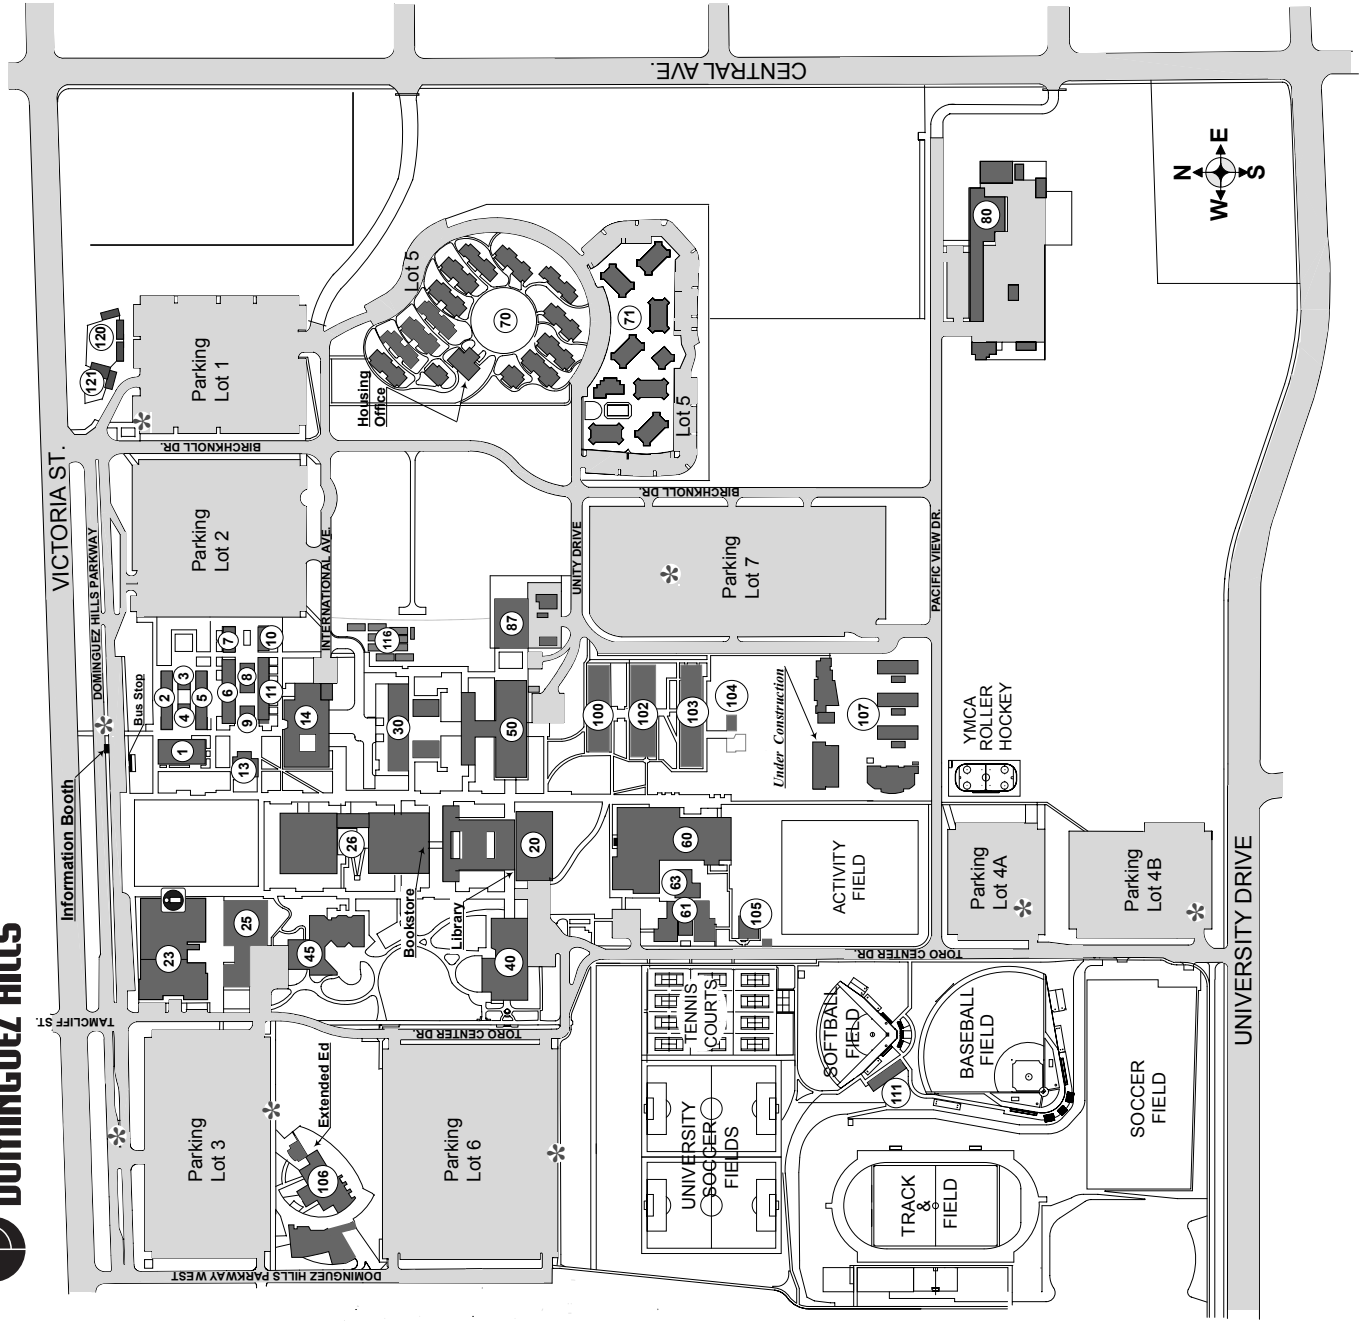 DOMINGUEZ HILLS
CENTRAL AVE.
VICTORIA ST.
DOMINGUEZ HILLS PARKWAY
Information Booth
Bus Stop
TAMCLIFF ST.
N
W
E
S
120
121
Parking
Lot 1
BIRCHKNOLL DR.
Parking
Lot 2
INTERNATIONAL AVE.
Housing
Office
Lot 5
70
71
Lot 5
80
UNITY DRIVE
BIRCHKNOLL DR.
Parking
Lot 7
PACIFIC VIEW DR.
1
2
3
4
5
6
7
8
9
10
11
13
14
116
30
50
87
100
102
103
104
Under Construction
107
YMCA
ROLLER
HOCKEY
23
i
25
26
45
Bookstore
Library
20
40
60
63
61
105
ACTIVITY
FIELD
Parking
Lot 4A
Parking
Lot 4B
TORO CENTER DR.
UNIVERSITY DRIVE
TORO CENTER DR.
Parking
Lot 3
Extended Ed
106
Parking
Lot 6
DOMINGUEZ HILLS PARKWAY WEST
TENNIS
COURTS
UNIVERSITY
SOCCER
FIELDS
SOFTBALL
FIELD
111
BASEBALL
FIELD
SOCCER
FIELD
TRACK
&
FIELD